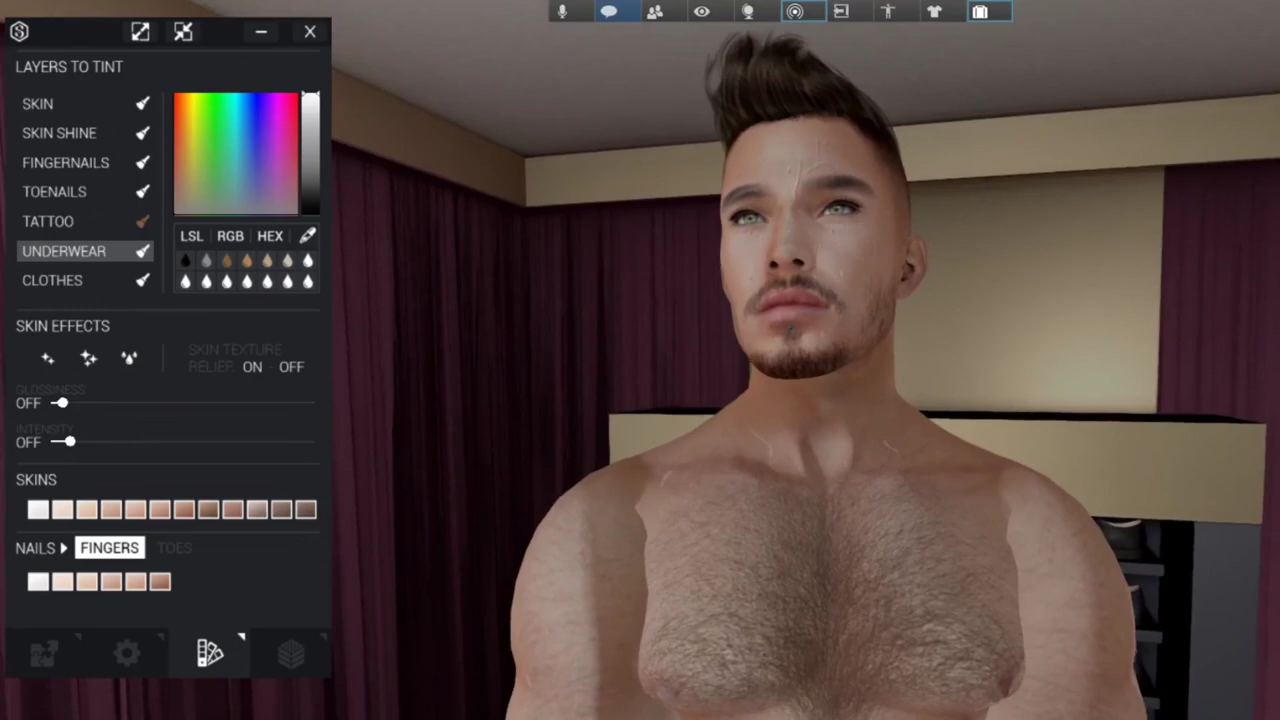 LAYERS TO TINT
SKIN
SKIN SHINE
FINGERNAILS
TOENAILS
TATTOO
UNDERWEAR
CLOTHES
LSL RGB HEX
SKIN EFFECTS
SKIN TEXTURE
RELIEF: ON - OFF
GLOSSINESS
OFF
INTENSITY
OFF
SKINS
NAILS FINGERS TOES